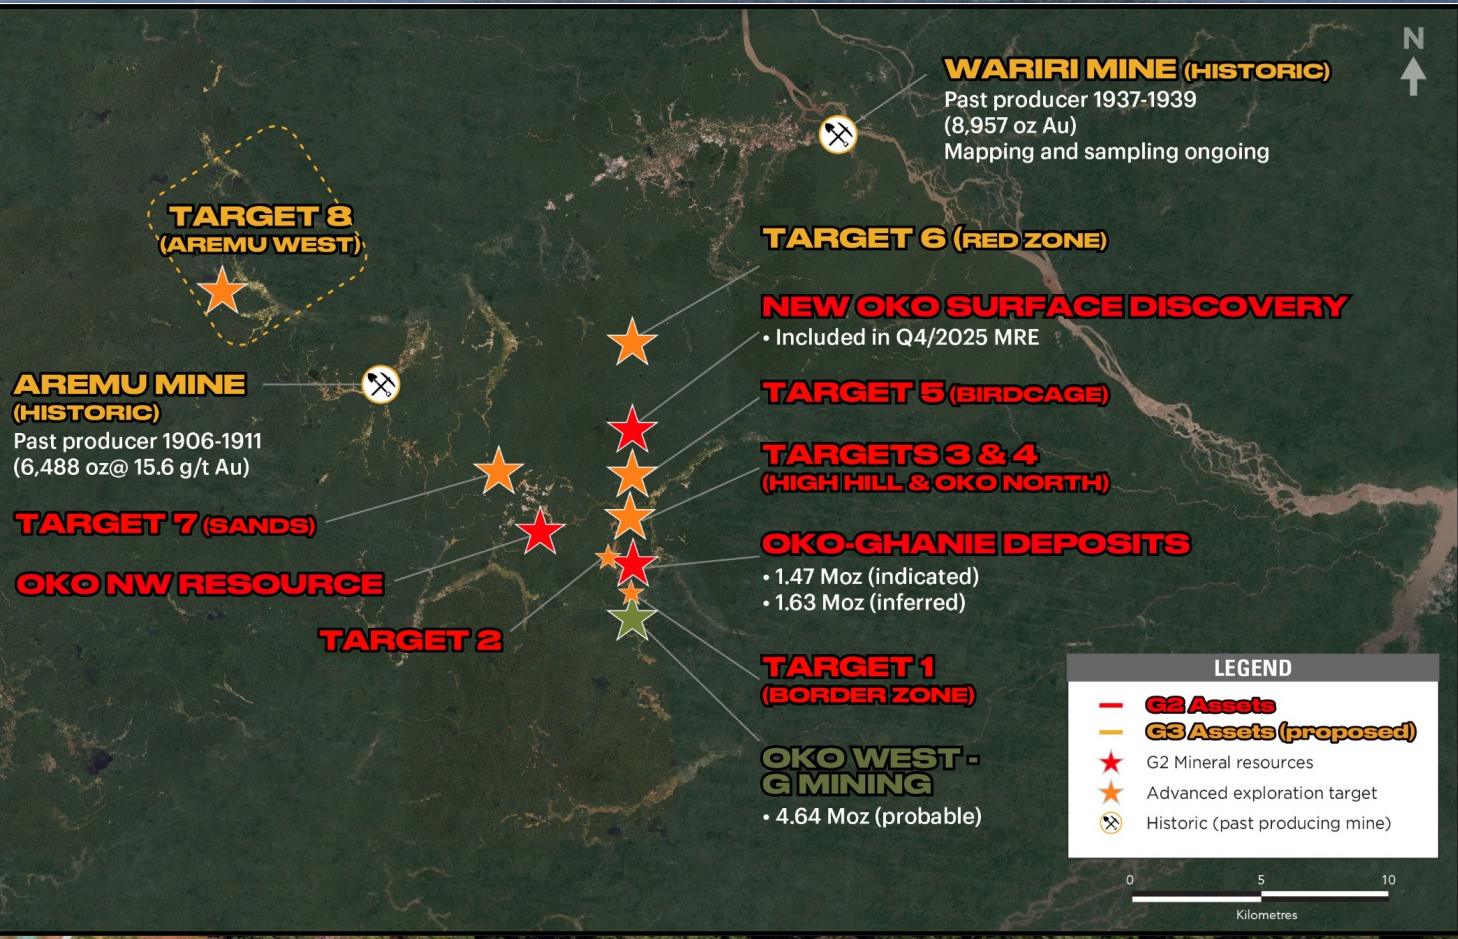 N
WARIRI MINE (HISTORIC)
Past producer 1937-1939
(8,957 oz Au)
Mapping and sampling ongoing
TARGET 8
(AREMU WEST)
TARGET 6 (RED ZONE)
NEW OKO SURFACE DISCOVERY
• Included in Q4/2025 MRE
AREMU MINE
(HISTORIC)
Past producer 1906-1911
(6,488 oz@ 15.6 g/t Au)
TARGET 5 (BIRDCAGE)
TARGETS 3 & 4
(HIGH HILL & OKO NORTH)
TARGET 7 (SANDS)
OKO-GHANIE DEPOSITS
• 1.47 Moz (indicated)
• 1.63 Moz (inferred)
OKO NW RESOURCE
TARGET 2
TARGET 1
(BORDER ZONE)
OKO WEST -
G MINING
• 4.64 Moz (probable)
LEGEND
G2 Assets
G3 Assets (proposed)
G2 Mineral resources
Advanced exploration target
Historic (past producing mine)
0 5 10
Kilometres